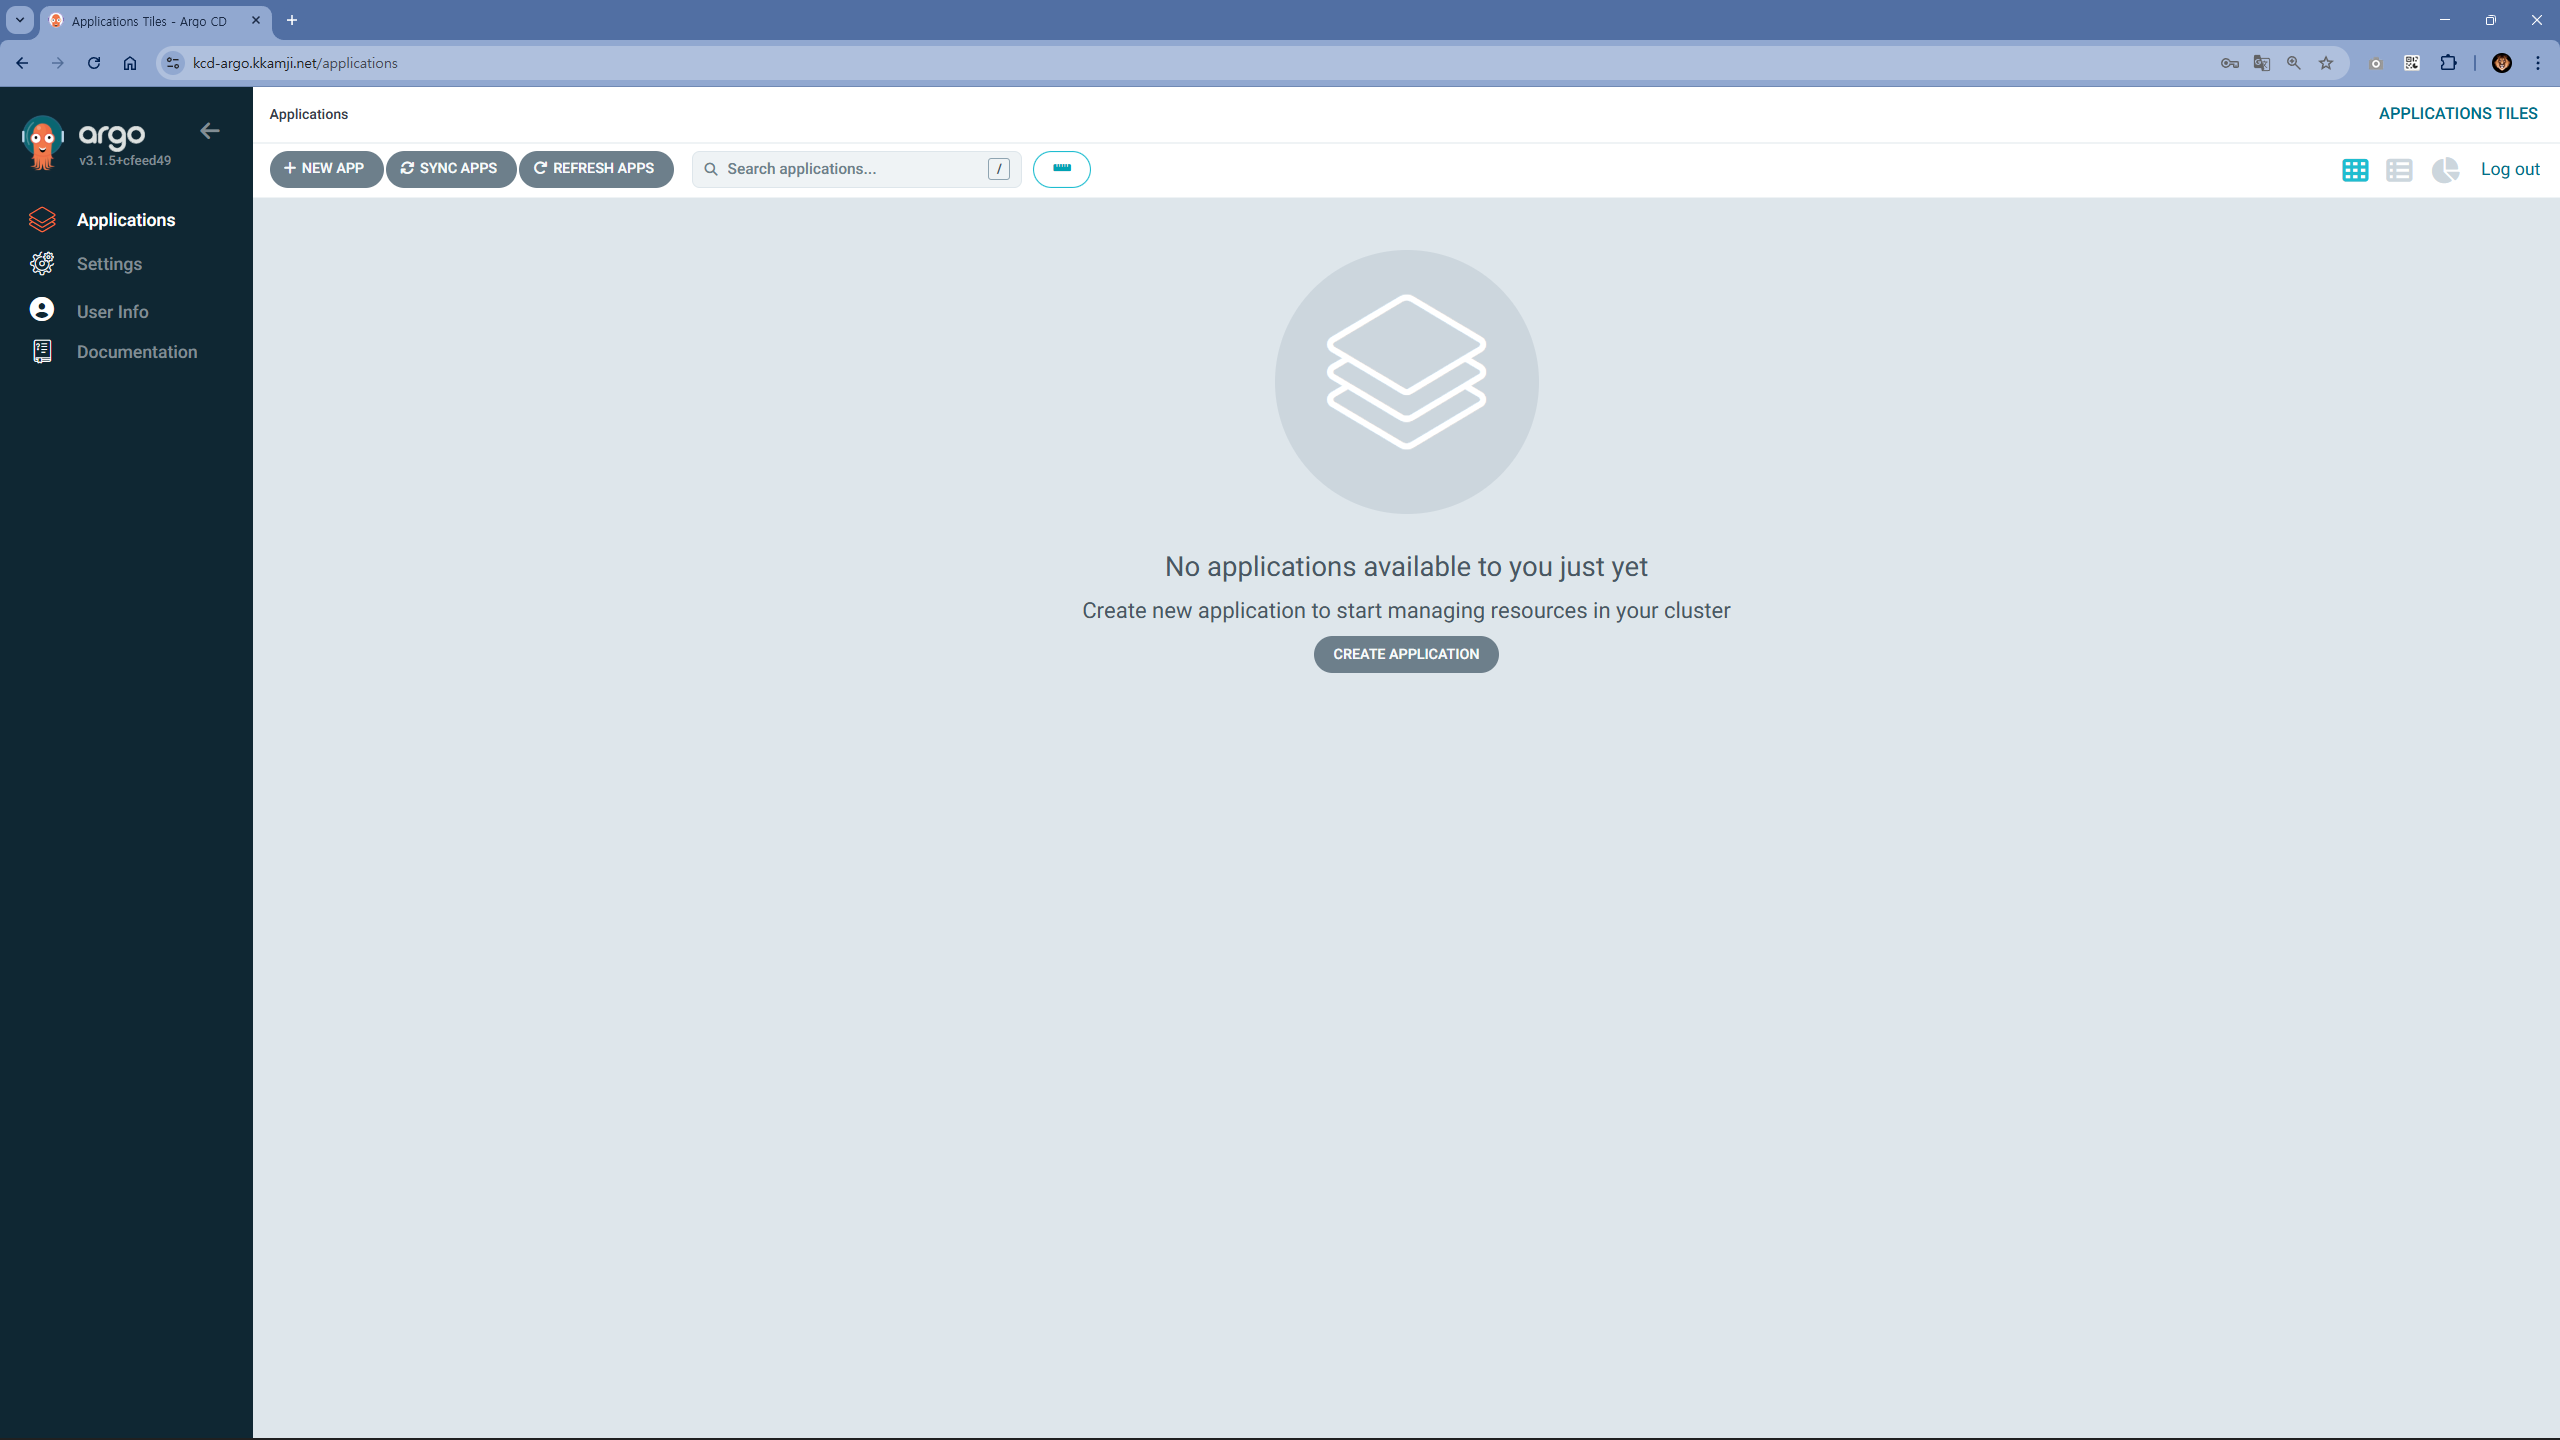 Applications Tiles - Argo CD
kcd-argo.kkamji.net/applications
argo
v3.1.5+cfeed49
Applications
Settings
User Info
Documentation
Applications
APPLICATIONS TILES
NEW APP
SYNC APPS
REFRESH APPS
Search applications...
/
Log out
No applications available to you just yet
Create new application to start managing resources in your cluster
CREATE APPLICATION